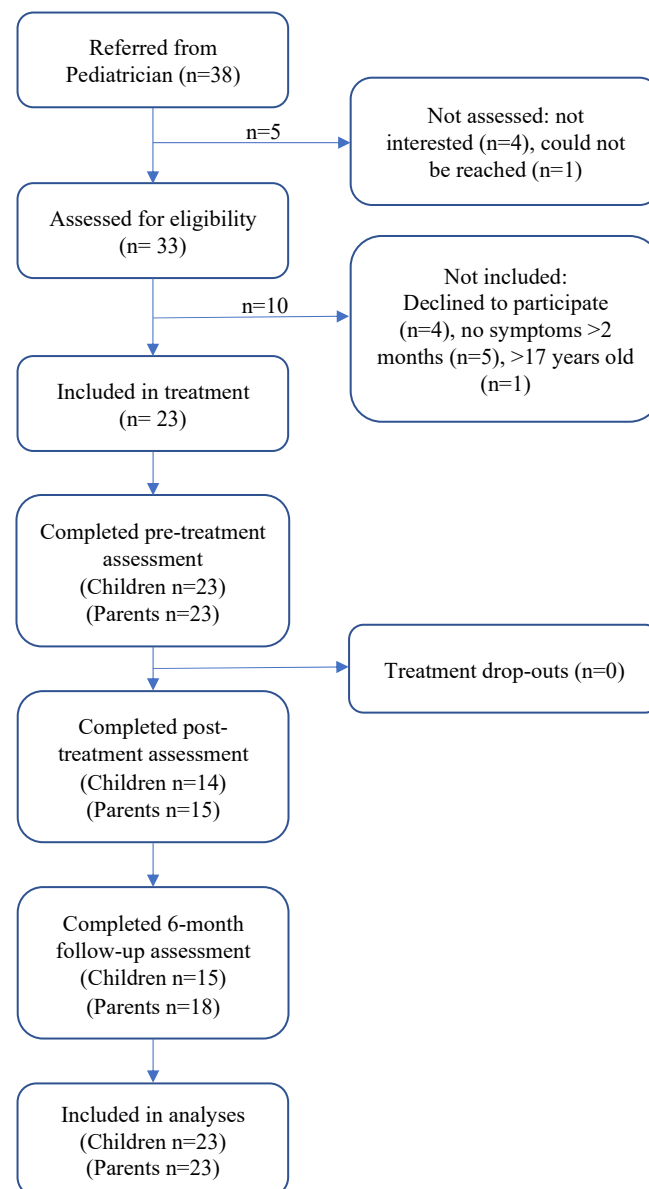 Referred from
Pediatrician (n=38)
n=5
Not assessed: not
interested (n=4), could not
be reached (n=1)
Assessed for eligibility
(n= 33)
n=10
Not included:
Declined to participate
(n=4), no symptoms >2
months (n=5), >17 years old
(n=1)
Included in treatment
(n= 23)
Completed pre-treatment
assessment
(Children n=23)
(Parents n=23)
Treatment drop-outs (n=0)
Completed post-
treatment assessment
(Children n=14)
(Parents n=15)
Completed 6-month
follow-up assessment
(Children n=15)
(Parents n=18)
Included in analyses
(Children n=23)
(Parents n=23)